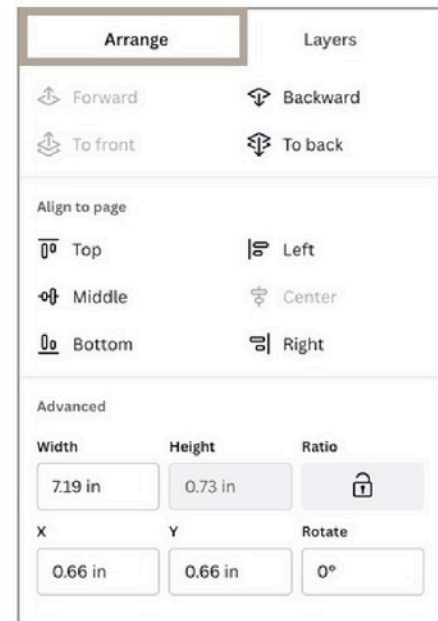 Arrange Layers
Forward Backward
To front To back
Align to page
Top Left
Middle Center
Bottom Right
Advanced
Width Height Ratio
7.19 in 0.73 in
X Y Rotate
0.66 in 0.66 in 0°